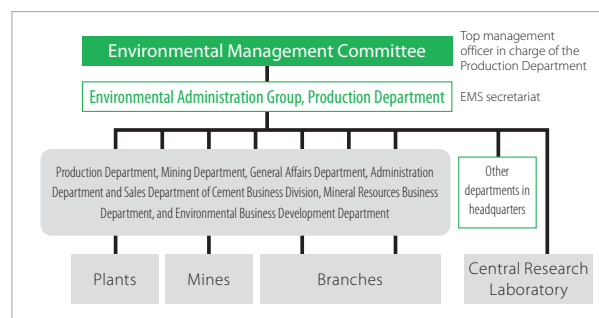 Environmental Management Committee
Top management
officer in charge of the
Production Department
Environmental Administration Group, Production Department
EMS secretariat
Production Department, Mining Department, General Affairs Department, Administration
Department and Sales Department of Cement Business Division, Mineral Resources Business
Department, and Environmental Business Development Department
Other
departments in
headquarters
Plants
Mines
Branches
Central Research
Laboratory